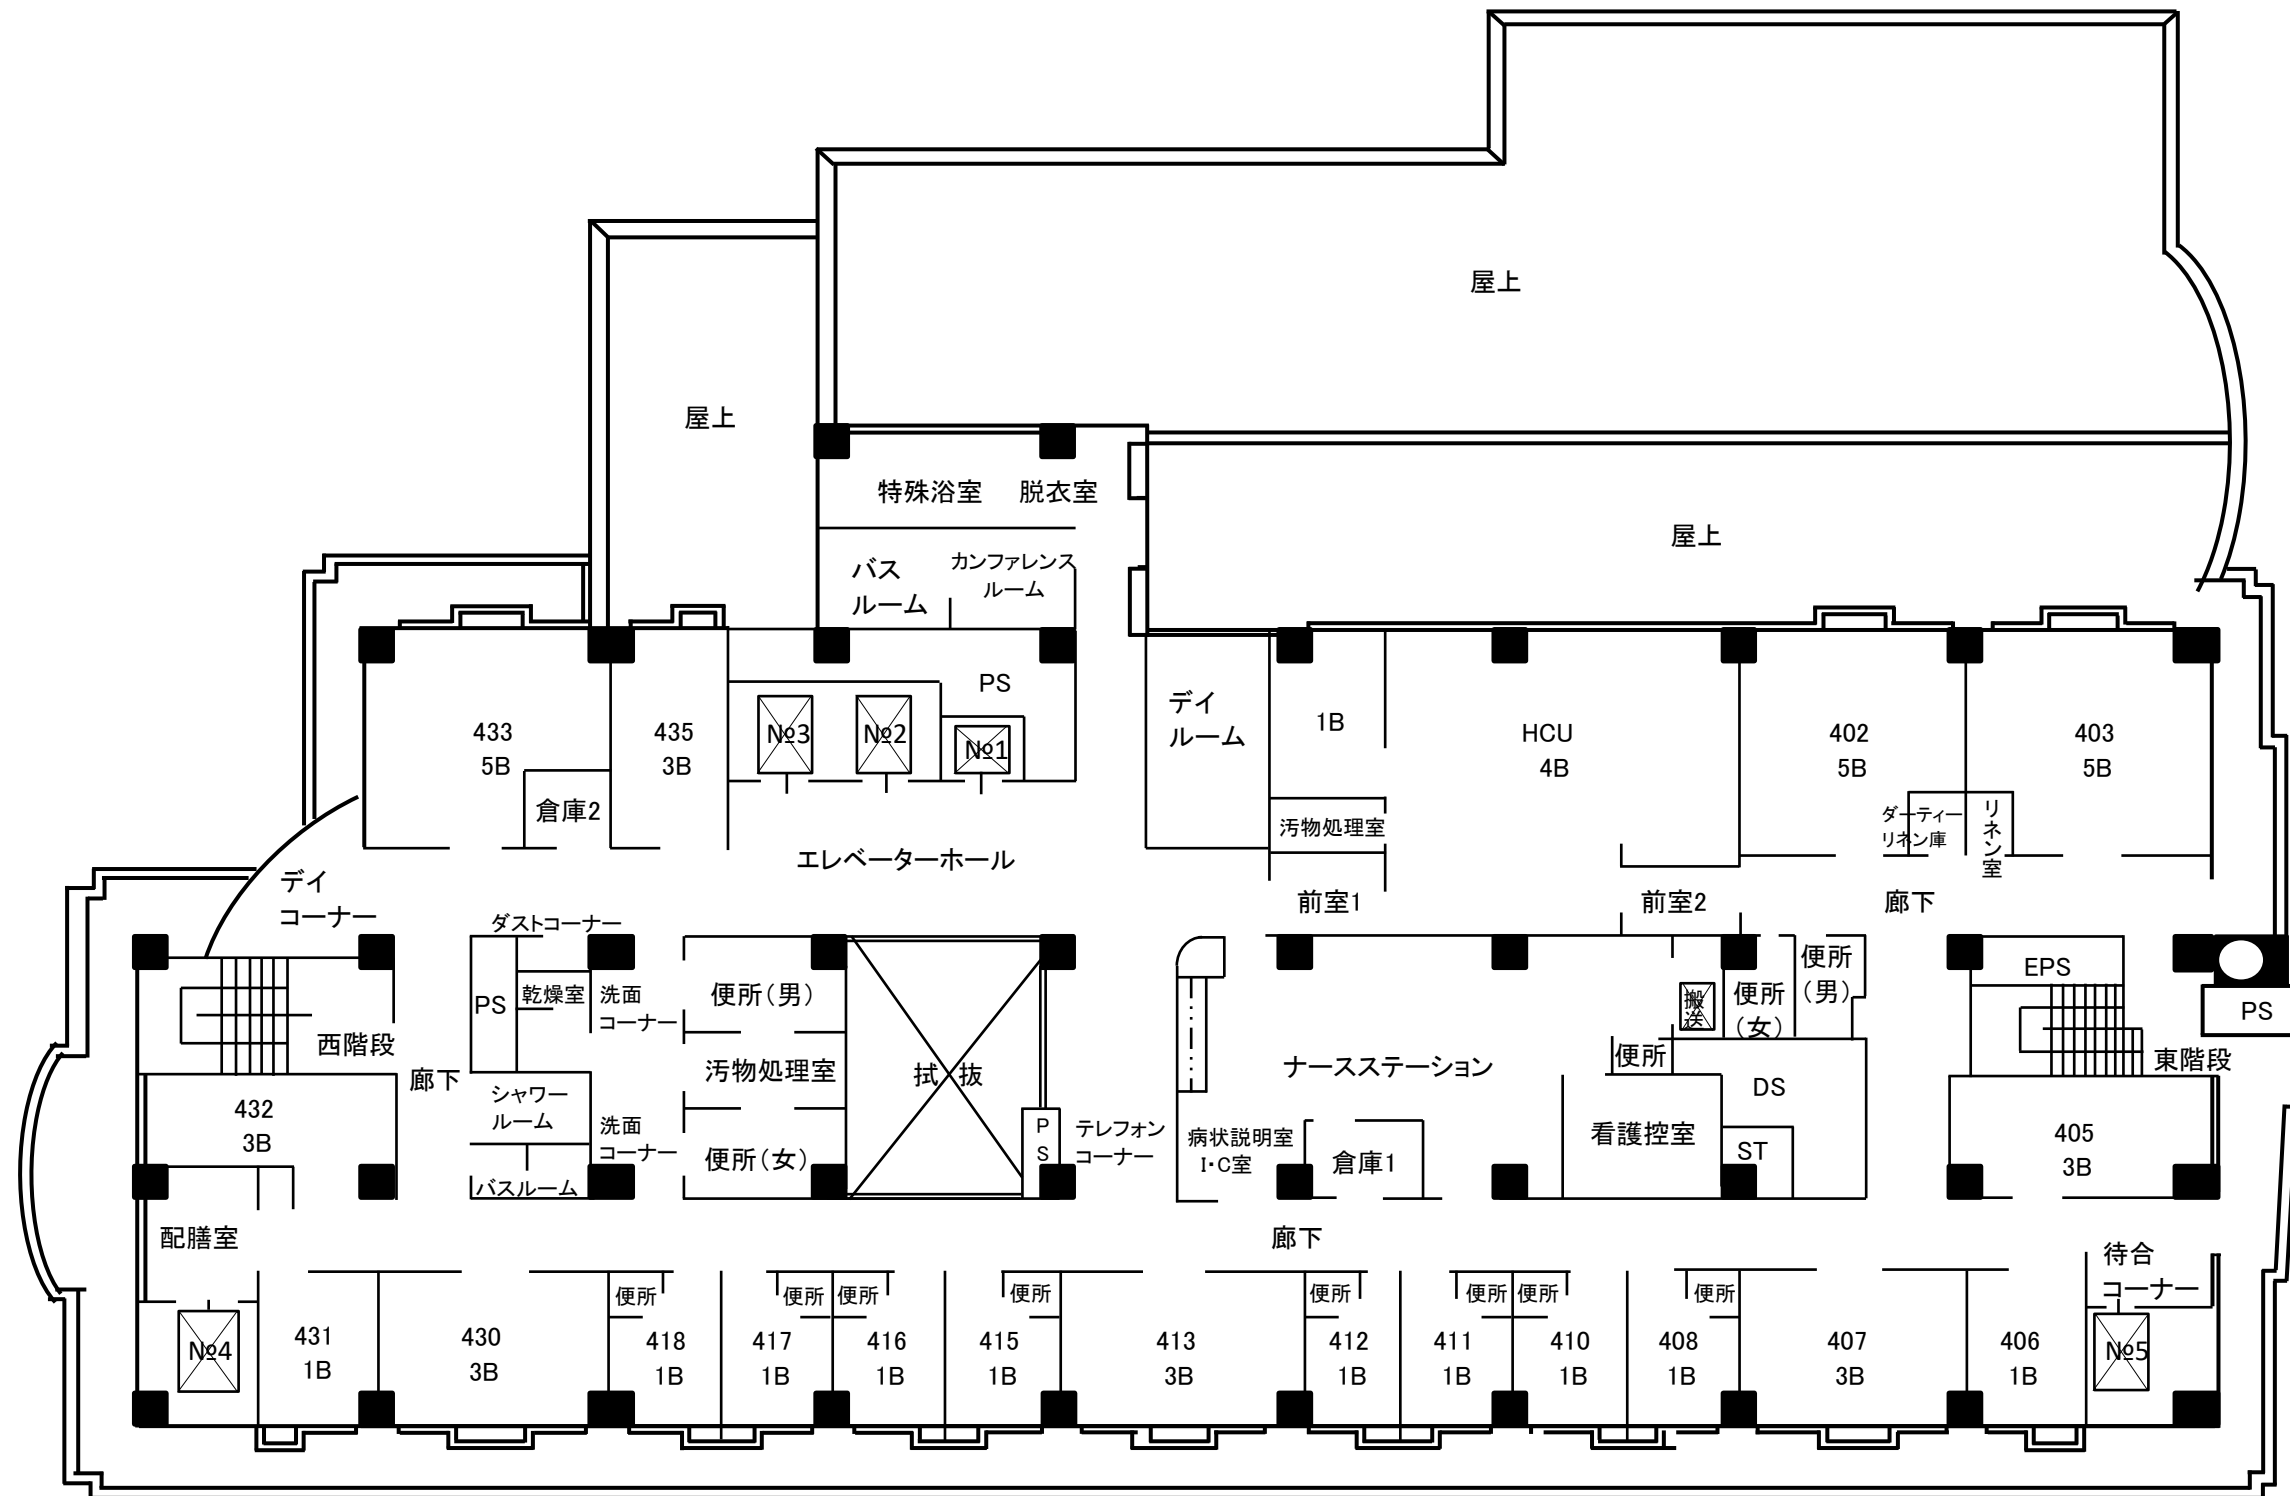 屋上
屋上
特殊浴室
脱衣室
屋上
バス
ルーム
カンファレンス
ルーム
433
5B
倉庫2
435
3B
№3
№2
№1
PS
デイ
ルーム
1B
汚物処理室
HCU
4B
402
5B
ダーティー
リネン庫
リネン室
403
5B
エレベーターホール
前室1
前室2
廊下
デイ
コーナー
ダストコーナー
西階段
廊下
PS
乾燥室
洗面
コーナー
便所(男)
汚物処理室
便所(女)
拭 抜
PS
テレフォン
コーナー
ナースステーション
病状説明室
I・C室
倉庫1
搬送
便所
(女)
便所
(男)
便所
看護控室
DS
ST
EPS
東階段
PS
405
3B
432
3B
シャワー
ルーム
洗面
コーナー
バスルーム
配膳室
廊下
待合
コーナー
№4
431
1B
430
3B
便所
418
1B
便所
417
1B
便所
416
1B
便所
415
1B
413
3B
便所
412
1B
便所
411
1B
便所
410
1B
便所
408
1B
407
3B
406
1B
№5